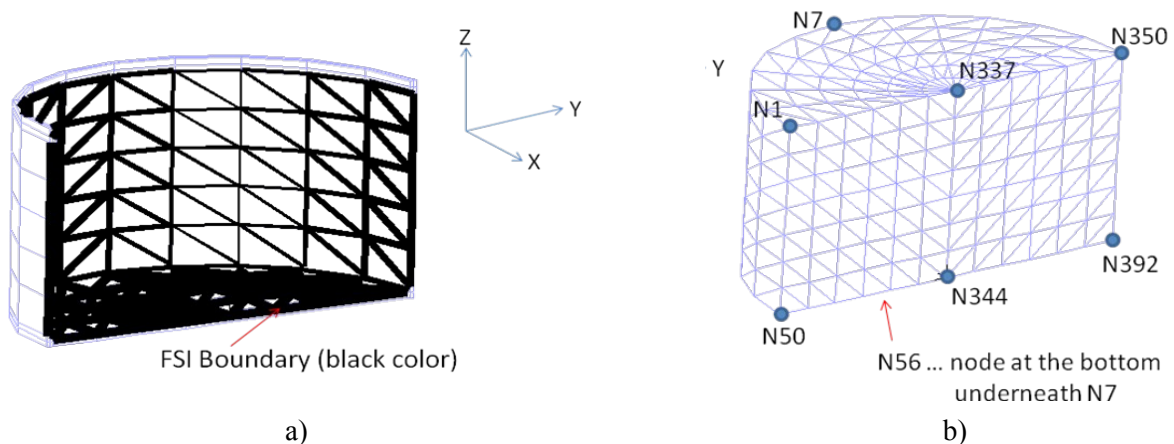 Z
Y
X
FSI Boundary (black color)
a)
N7
N350
Y
N337
N1
N392
N344
N50
N56 ... node at the bottom
underneath N7
b)